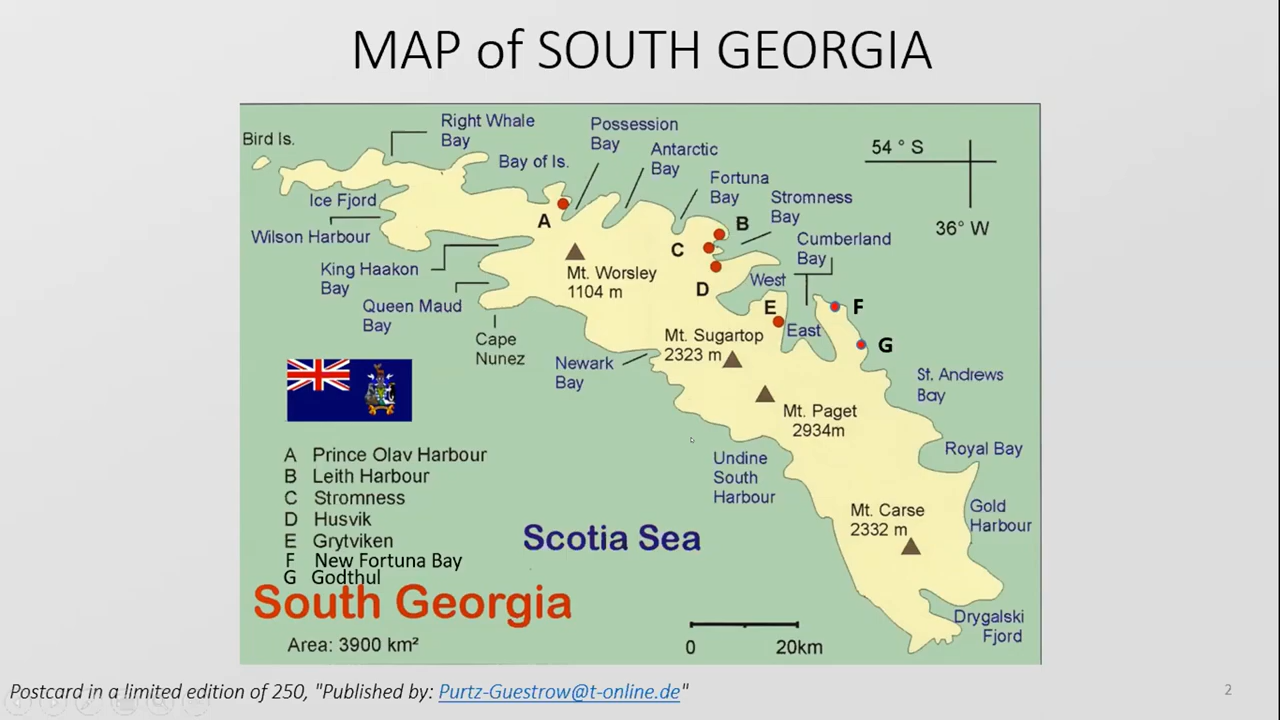 MAP of SOUTH GEORGIA
Bird Is.
Right Whale
Bay
Bay of Is.
Possession
Bay
Antarctic
Bay
Fortuna
Bay
Stromness
Bay
Cumberland
Bay
54 ° S
36° W
Ice Fjord
Wilson Harbour
King Haakon
Bay
Queen Maud
Bay
Cape
Nunez
A
B
C
D
West
E
East
F
G
Mt. Worsley
1104 m
Mt. Sugartop
2323 m
Newark
Bay
Mt. Paget
2934m
St. Andrews
Bay
Royal Bay
Undine
South
Harbour
Gold
Harbour
Mt. Carse
2332 m
Drygalski
Fjord
A Prince Olav Harbour
B Leith Harbour
C Stromness
D Husvik
E Grytviken
F New Fortuna Bay
G Godthul
Scotia Sea
South Georgia
Area: 3900 km²
0 20km
Postcard in a limited edition of 250, "Published by: Purtz-Guestrow@t-online.de"
2